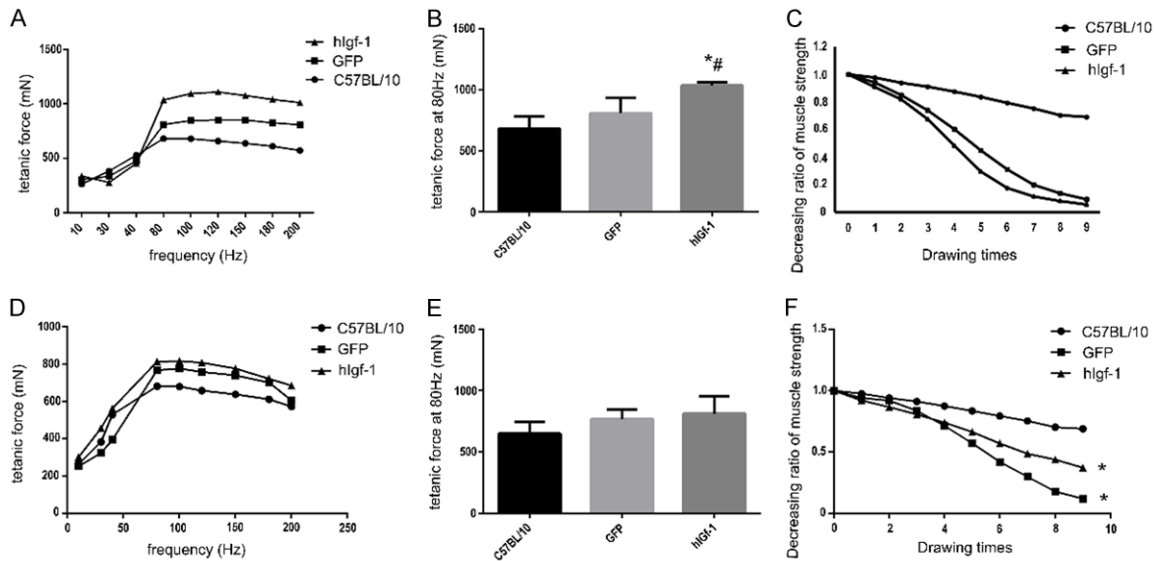 A
hIgf-1
GFP
C57BL/10
tetanic force (mN)
1500
1000
500
0
10 30 40 80 100 120 150 180 200
frequency (Hz)
B
tetanic force at 80Hz (mN)
1500
1000
500
0
*#
C57BL/10 GFP hIGf-1
C
C57BL/10
GFP
hIgf-1
Decreasing ratio of muscle strength
1.2
1.0
0.8
0.6
0.4
0.2
0
0 1 2 3 4 5 6 7 8 9
Drawing times
D
C57BL/10
GFP
hIgf-1
tetanic force (mN)
1000
800
600
400
200
0
0 50 100 150 200 250
frequency (Hz)
E
tetanic force at 80Hz (mN)
1500
1000
500
0
C57BL/10 GFP hIgf-1
F
C57BL/10
GFP
hIgf-1
Decreasing ratio of muscle strength
1.5
1.0
0.5
0.0
*
*
0 2 4 6 8 10
Drawing times